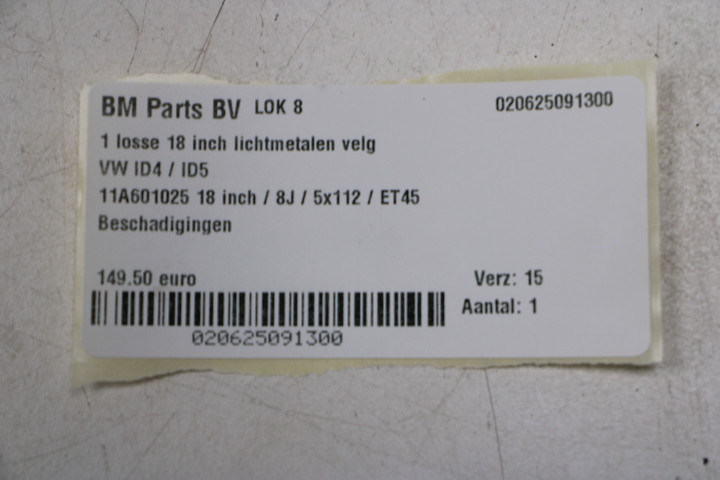 BM Parts BV LOK 8 020625091300
1 losse 18 inch lichtmetalen velg
VW ID4 / ID5
11A601025 18 inch / 8J / 5x112 / ET45
Beschadigingen
149.50 euro Verz: 15
Aantal: 1
020625091300